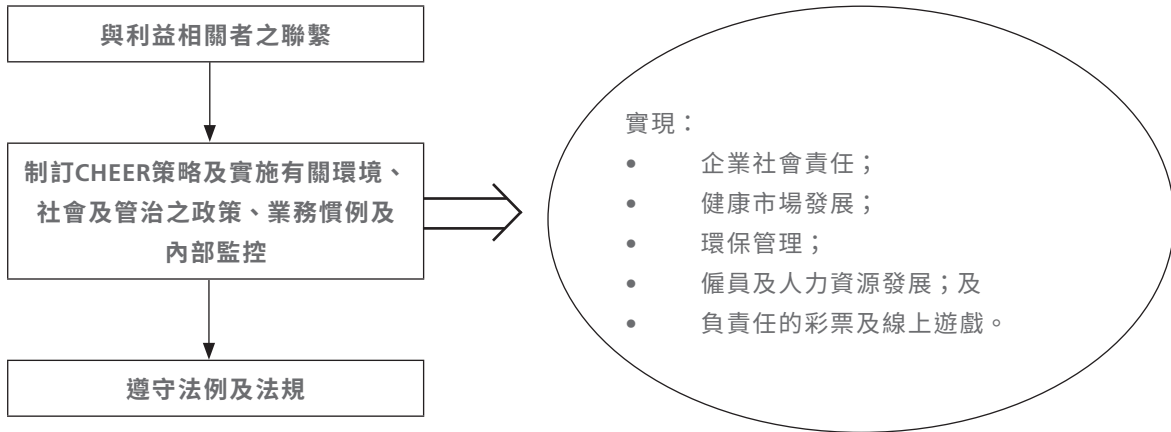 與利益相關者之聯繫
制訂CHEER策略及實施有關環境、
社會及管治之政策、業務慣例及
內部監控
遵守法例及法規
實現：
• 企業社會責任；
• 健康市場發展；
• 環保管理；
• 僱員及人力資源發展；及
• 負責任的彩票及線上遊戲。